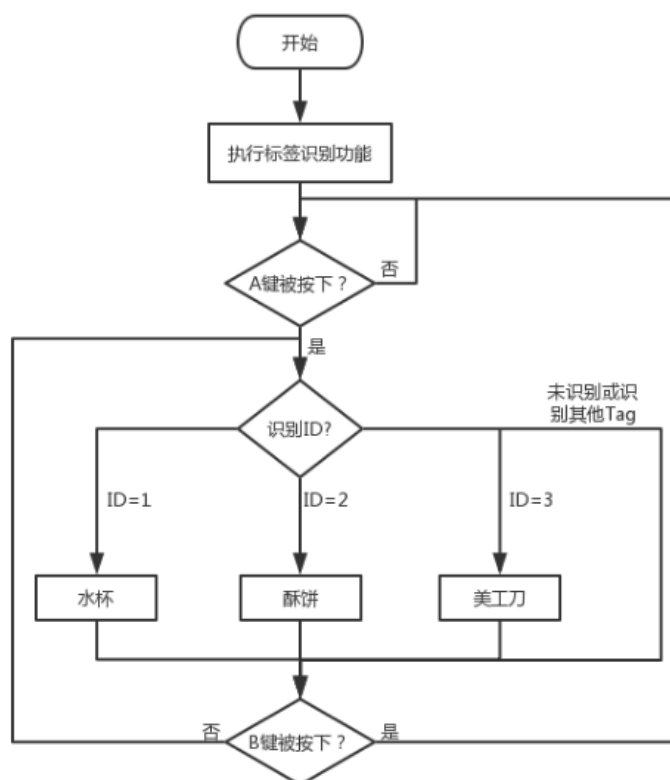 开始
执行标签识别功能
A键被按下？
否
是
未识别或识
别其他Tag
识别ID?
ID=1
ID=2
ID=3
水杯
酥饼
美工刀
否
B键被按下？
是